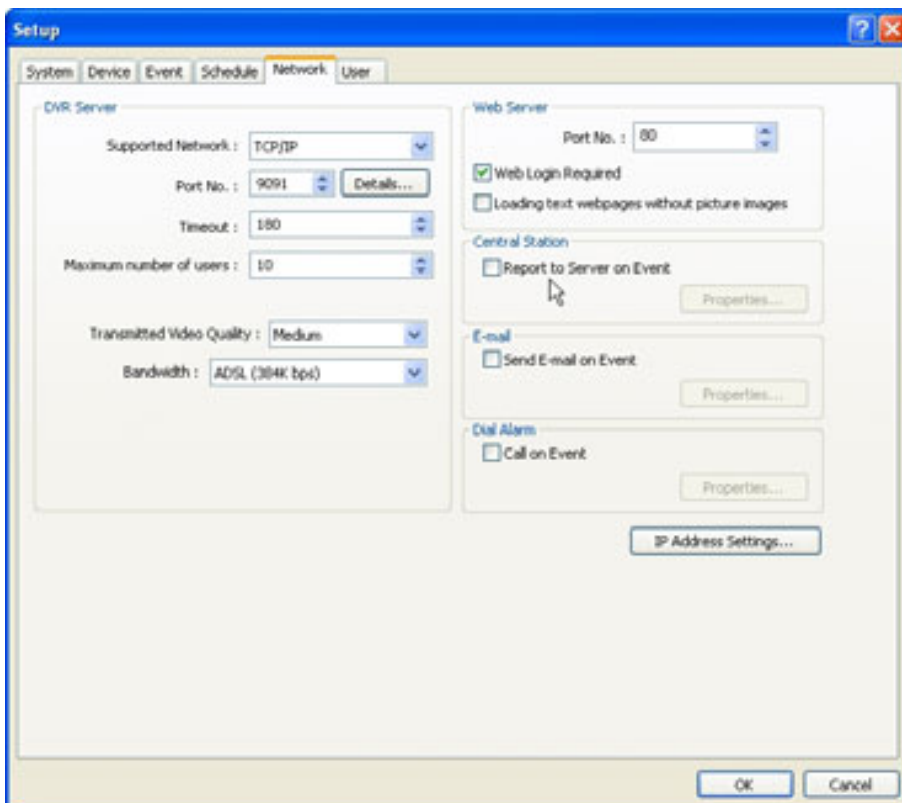 Setup
System Device Event Schedule Network User
DVR Server
Supported Network : TCP/IP
Port No. : 9091 Details...
Timeout : 180
Maximum number of users : 10
Transmitted Video Quality : Medium
Bandwidth : ADSL (384K bps)
Web Server
Port No. : 80
Web Login Required
Loading text webpages without picture images
Central Station
Report to Server on Event
Properties...
E-mail
Send E-mail on Event
Properties...
Dial Alarm
Call on Event
Properties...
IP Address Settings...
OK Cancel